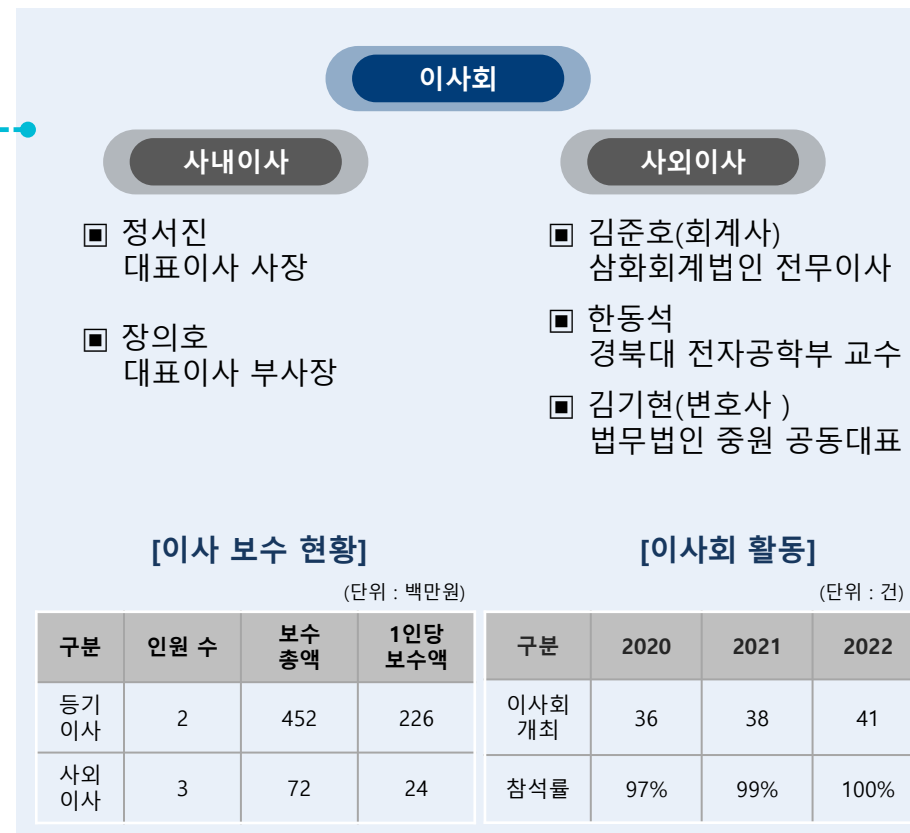 이사회
사내이사
▣ 정서진
대표이사 사장
▣ 장의호
대표이사 부사장
사외이사
▣ 김준호(회계사)
삼화회계법인 전무이사
▣ 한동석
경북대 전자공학부 교수
▣ 김기현(변호사 )
법무법인 중원 공동대표
[이사 보수 현황]
(단위 : 백만원)
구분 인원 수 보수 총액 1인당 보수액
등기 이사 2 452 226
사외 이사 3 72 24
[이사회 활동]
(단위 : 건)
구분 2020 2021 2022
이사회 개최 36 38 41
참석률 97% 99% 100%